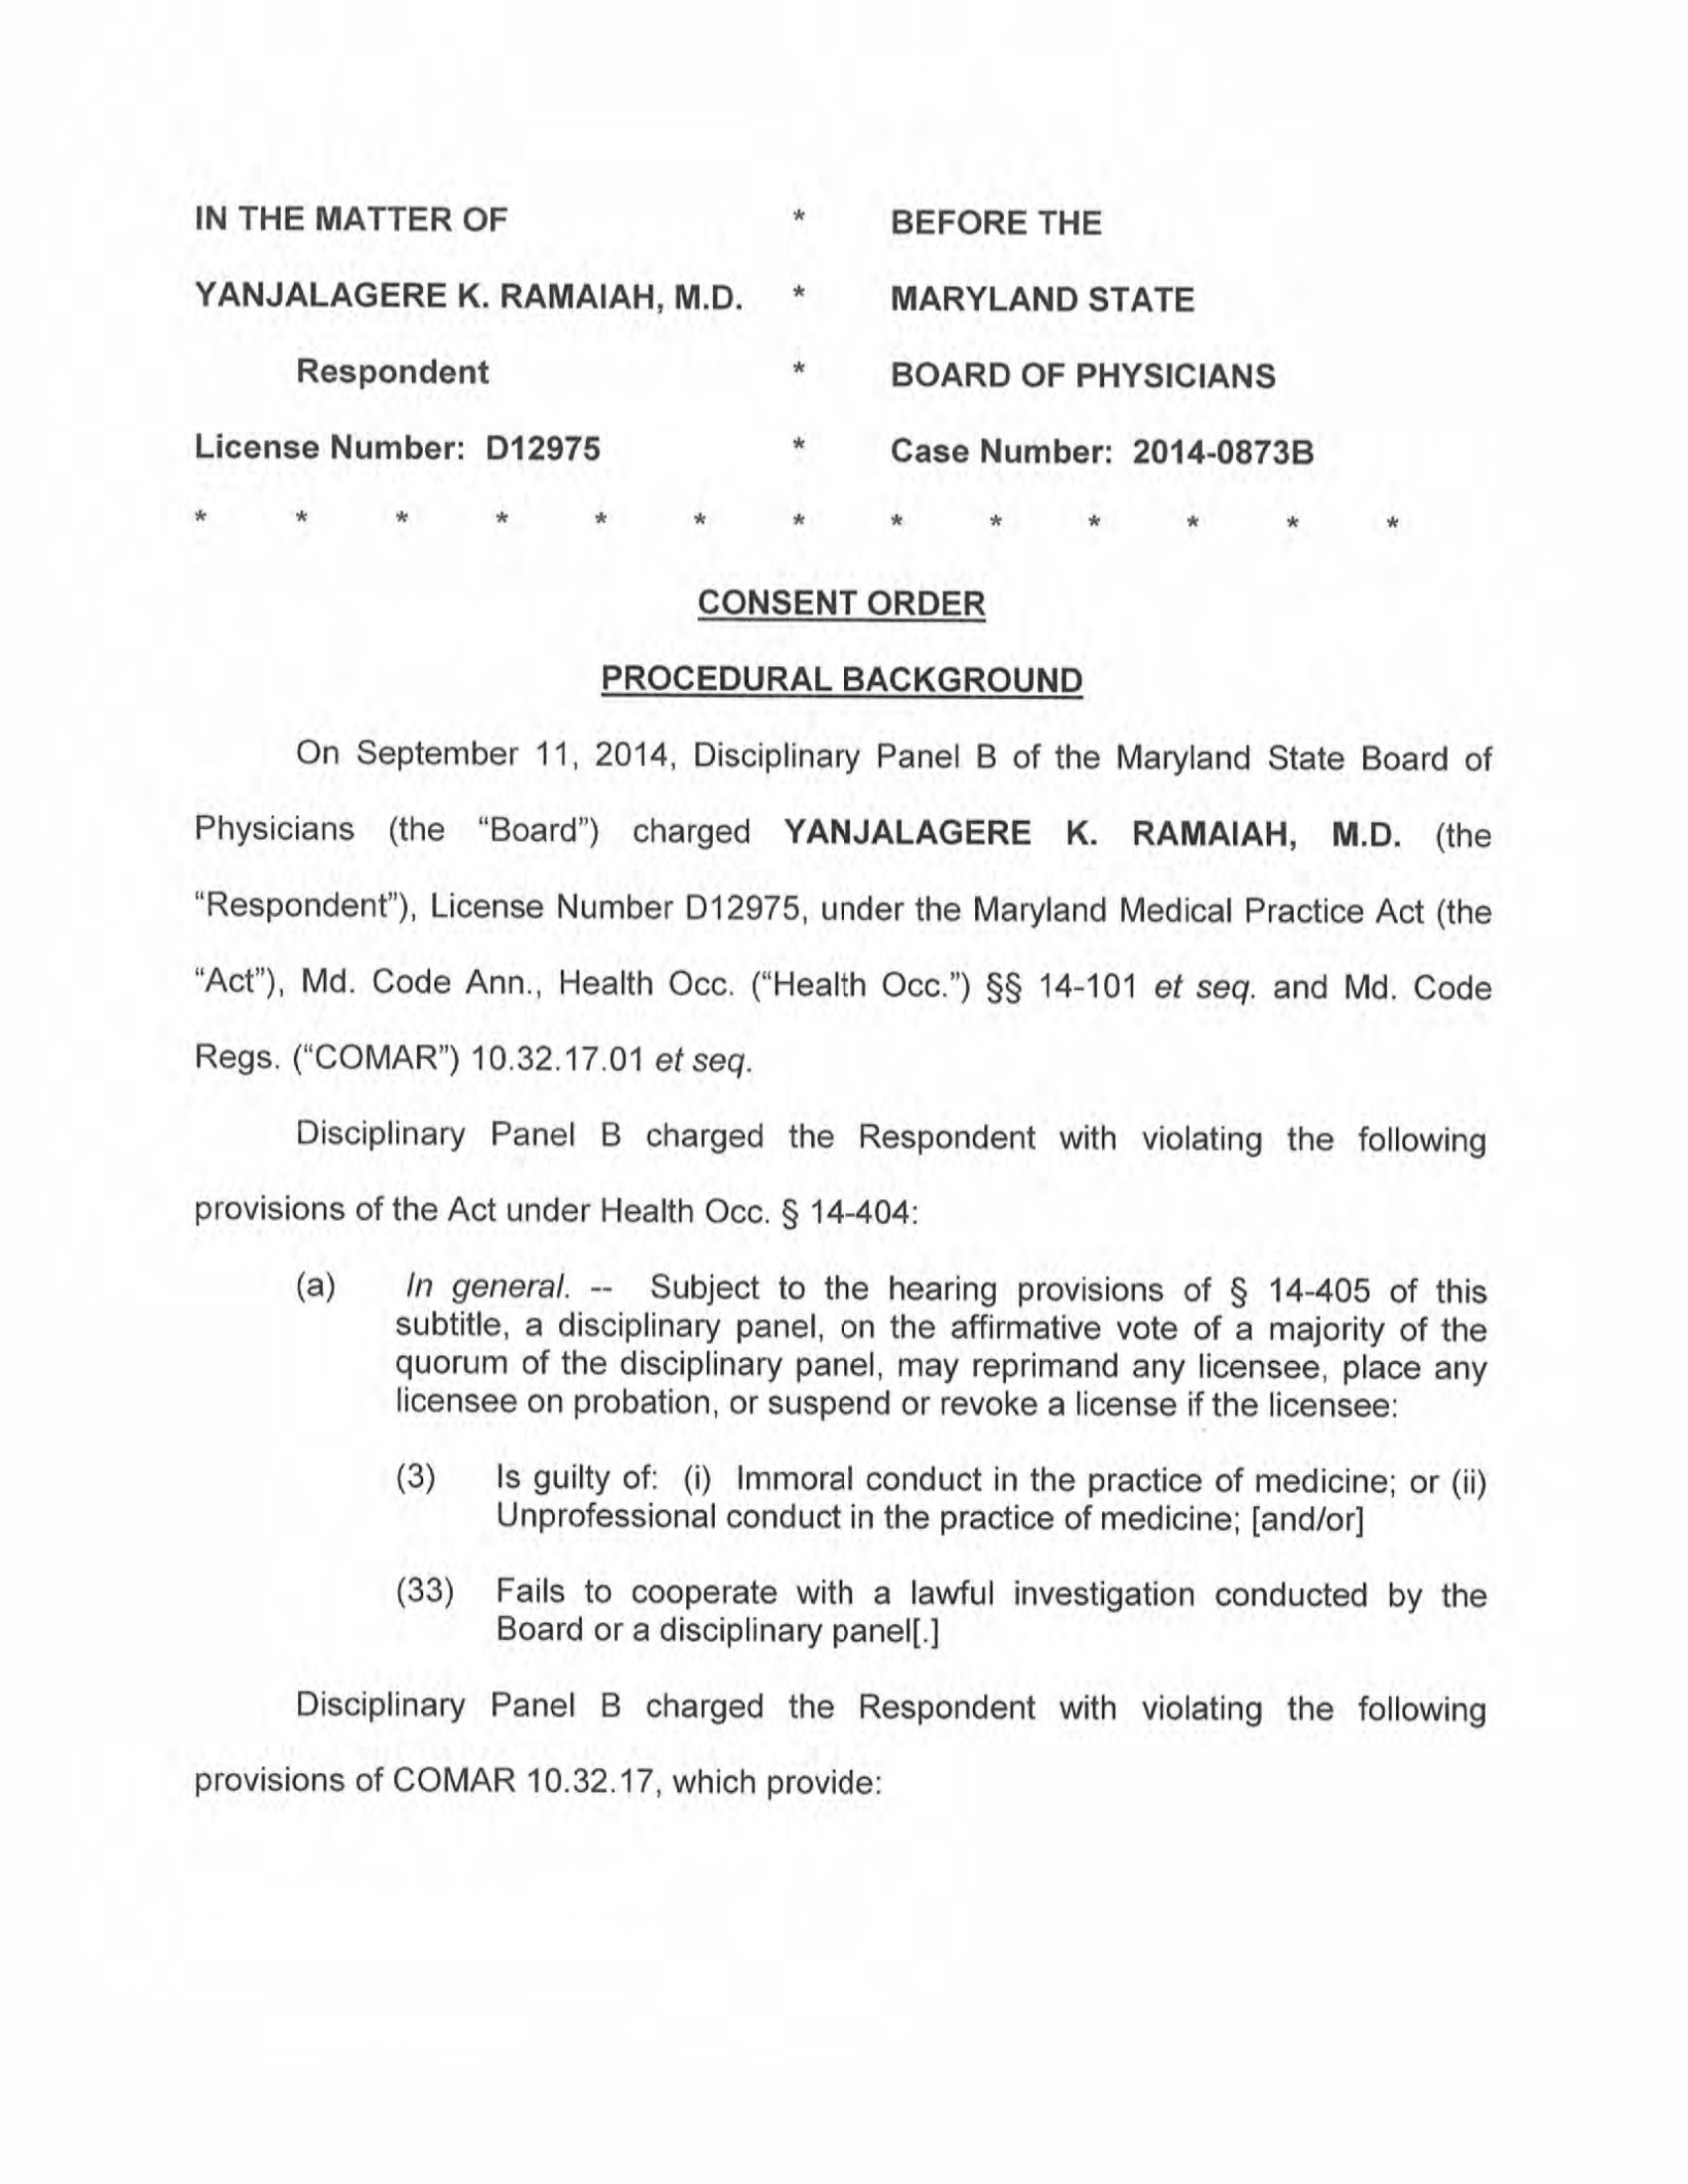 IN THE MATTER OF * BEFORE THE
YANJALAGERE K. RAMAIAH, M.D. * MARYLAND STATE
Respondent * BOARD OF PHYSICIANS
License Number: D12975 * Case Number: 2014-0873B
* * * * * * * * * * * * *
CONSENT ORDER
PROCEDURAL BACKGROUND
On September 11, 2014, Disciplinary Panel B of the Maryland State Board of
Physicians (the “Board”) charged YANJALAGERE K. RAMAIAH, M.D. (the
“Respondent”), License Number D12975, under the Maryland Medical Practice Act (the
“Act”), Md. Code Ann., Health Occ. (“Health Occ.”) §§ 14-101 et seq. and Md. Code
Regs. (“COMAR”) 10.32.17.01 et seq.
Disciplinary Panel B charged the Respondent with violating the following
provisions of the Act under Health Occ. § 14-404:
(a) In general. -- Subject to the hearing provisions of § 14-405 of this
subtitle, a disciplinary panel, on the affirmative vote of a majority of the
quorum of the disciplinary panel, may reprimand any licensee, place any
licensee on probation, or suspend or revoke a license if the licensee:
(3) Is guilty of: (i) Immoral conduct in the practice of medicine; or (ii)
Unprofessional conduct in the practice of medicine; [and/or]
(33) Fails to cooperate with a lawful investigation conducted by the
Board or a disciplinary panel[.]
Disciplinary Panel B charged the Respondent with violating the following
provisions of COMAR 10.32.17, which provide: